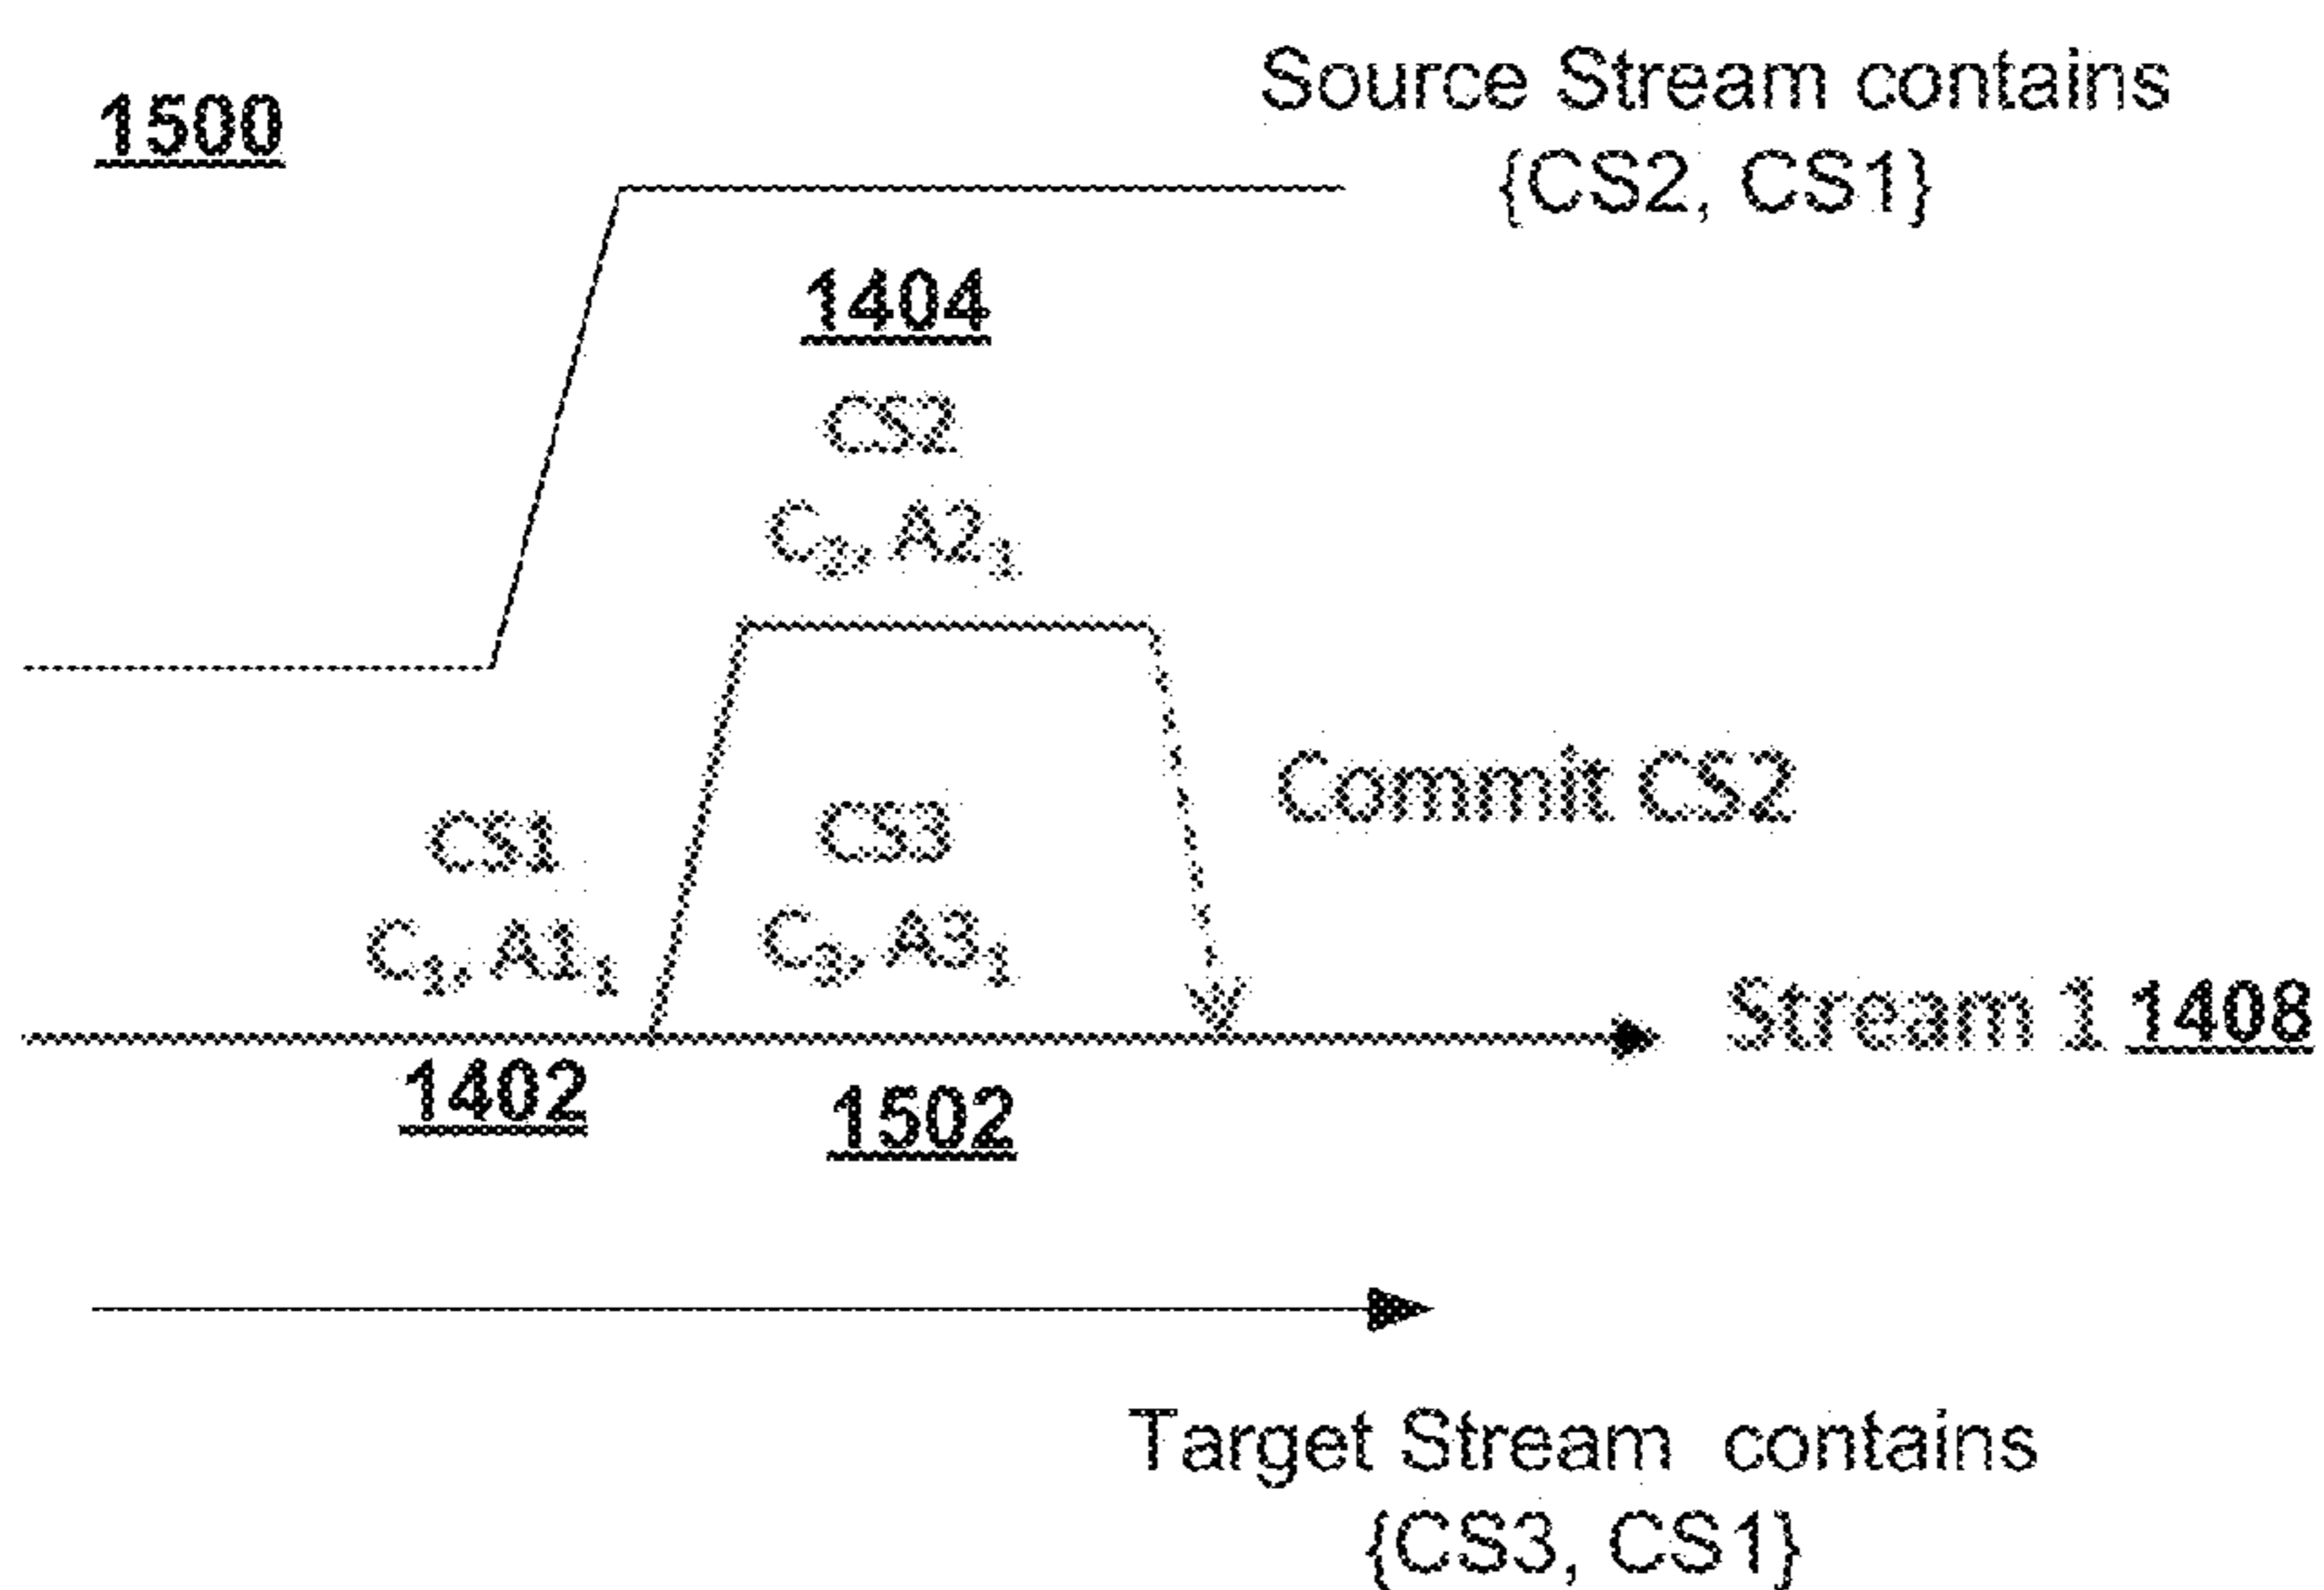 1500
Source Stream contains
{CS2, CS1}
1404
CS2
C₂, A2₁
Commit CS2
CS1
CS3
C₁, A1₁
C₃, A3₁
Stream 1 1408
1402
1502
Target Stream contains
{CS3, CS1}